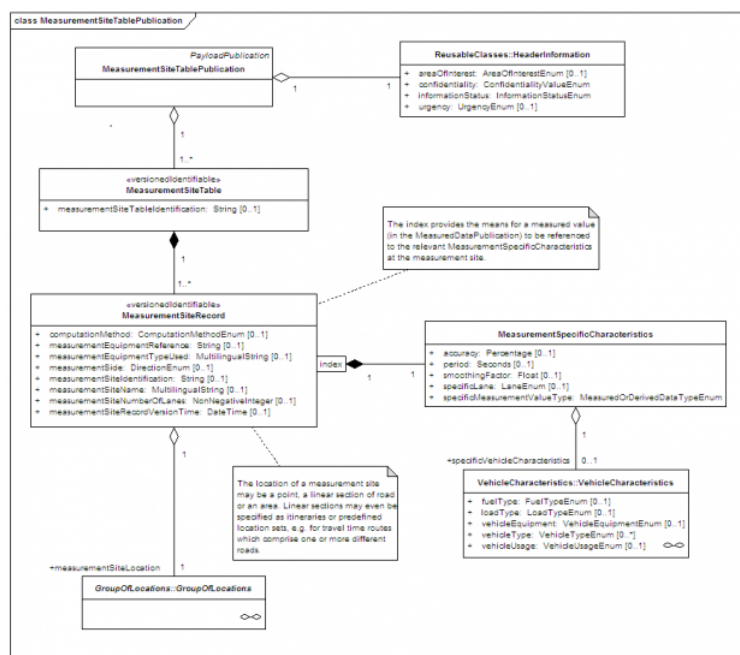 class MeasurementSiteTablePublication
PayloadPublication
MeasurementSiteTablePublication
1
1
ReusableClasses::HeaderInformation
+ areaOfInterest: AreaOfInterestEnum [0..1]
+ confidentiality: ConfidentialityValueEnum
+ informationStatus: InformationStatusEnum
+ urgency: UrgencyEnum [0..1]
1
1..*
«versionedIdentifiable»
MeasurementSiteTable
+ measurementSiteTableIdentification: String [0..1]
1
1..*
The index provides the means for a measured value
(in the MeasuredDataPublication) to be referenced
to the relevant MeasurementSpecificCharacteristics
at the measurement site.
«versionedIdentifiable»
MeasurementSiteRecord
+ computationMethod: ComputationMethodEnum [0..1]
+ measurementEquipmentReference: String [0..1]
+ measurementEquipmentTypeUsed: MultilingualString [0..1]
+ measurementSide: DirectionEnum [0..1]
+ measurementSiteIdentification: String [0..1]
+ measurementSiteName: MultilingualString [0..1]
+ measurementSiteNumberOfLanes: NonNegativeInteger [0..1]
+ measurementSiteRecordVersionTime: DateTime [0..1]
index
1
1
MeasurementSpecificCharacteristics
+ accuracy: Percentage [0..1]
+ period: Seconds [0..1]
+ smoothingFactor: Float [0..1]
+ specificLane: LaneEnum [0..1]
+ specificMeasurementValueType: MeasuredOrDerivedDataTypeEnum
1
+specificVehicleCharacteristics
0..1
VehicleCharacteristics::VehicleCharacteristics
+ fuelType: FuelTypeEnum [0..1]
+ loadType: LoadTypeEnum [0..1]
+ vehicleEquipment: VehicleEquipmentEnum [0..1]
+ vehicleType: VehicleTypeEnum [0..*]
+ vehicleUsage: VehicleUsageEnum [0..1]
1
The location of a measurement site
may be a point, a linear section of road
or an area. Linear sections may even be
specified as itineraries or predefined
location sets, e.g. for travel time routes
which comprise one or more different
roads.
+measurementSiteLocation
1
GroupOfLocations::GroupOfLocations